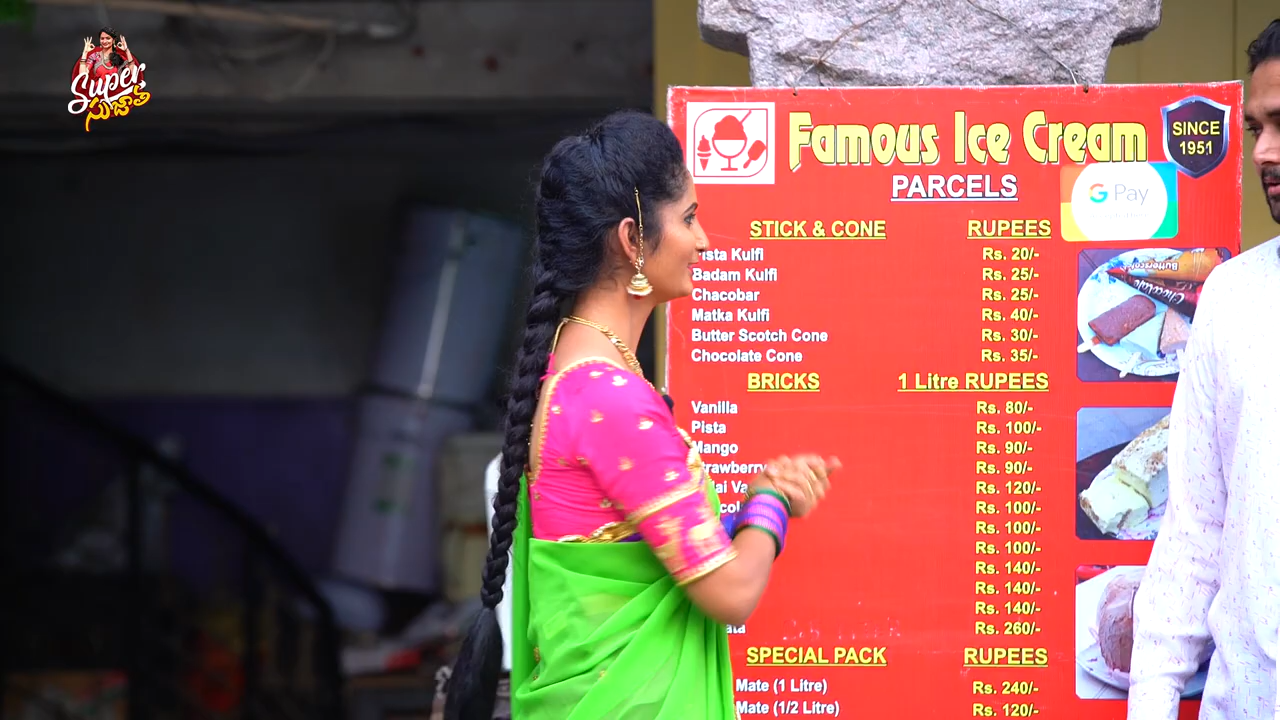 Super
సుజాత
Famous Ice Cream
SINCE
1951
PARCELS
G Pay
STICK & CONE RUPEES
Kulfi Rs. 20/-
Badam Kulfi Rs. 25/-
Chacobar Rs. 25/-
Matka Kulfi Rs. 40/-
Butter Scotch Cone Rs. 30/-
Chocolate Cone Rs. 35/-
BRICKS 1 Litre RUPEES
Vanilla Rs. 80/-
Pista Rs. 100/-
Mango Rs. 90/-
Rs. 90/-
Rs. 120/-
Rs. 100/-
Rs. 100/-
Rs. 100/-
Rs. 140/-
Rs. 140/-
Rs. 140/-
Rs. 260/-
SPECIAL PACK RUPEES
Mate (1 Litre) Rs. 240/-
Mate (1/2 Litre) Rs. 120/-
Chocolate